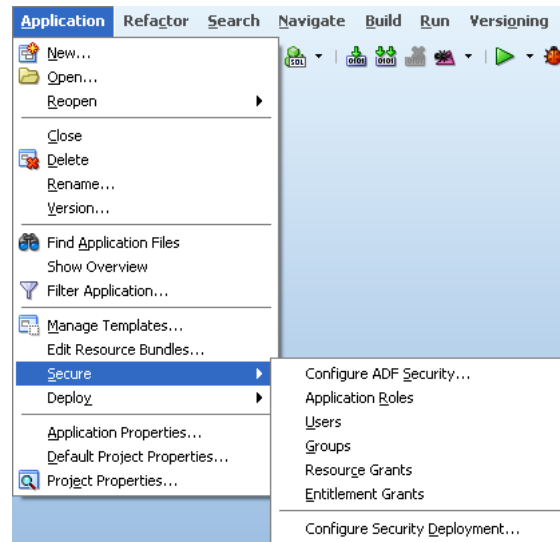 Application Refactor Search Navigate Build Run Versioning
New...
Open...
Reopen
Close
Delete
Rename...
Version...
Find Application Files
Show Overview
Filter Application...
Manage Templates...
Edit Resource Bundles...
Secure
Configure ADF Security...
Deploy
Application Roles
Users
Application Properties...
Groups
Default Project Properties...
Resource Grants
Project Properties...
Entitlement Grants
Configure Security Deployment...